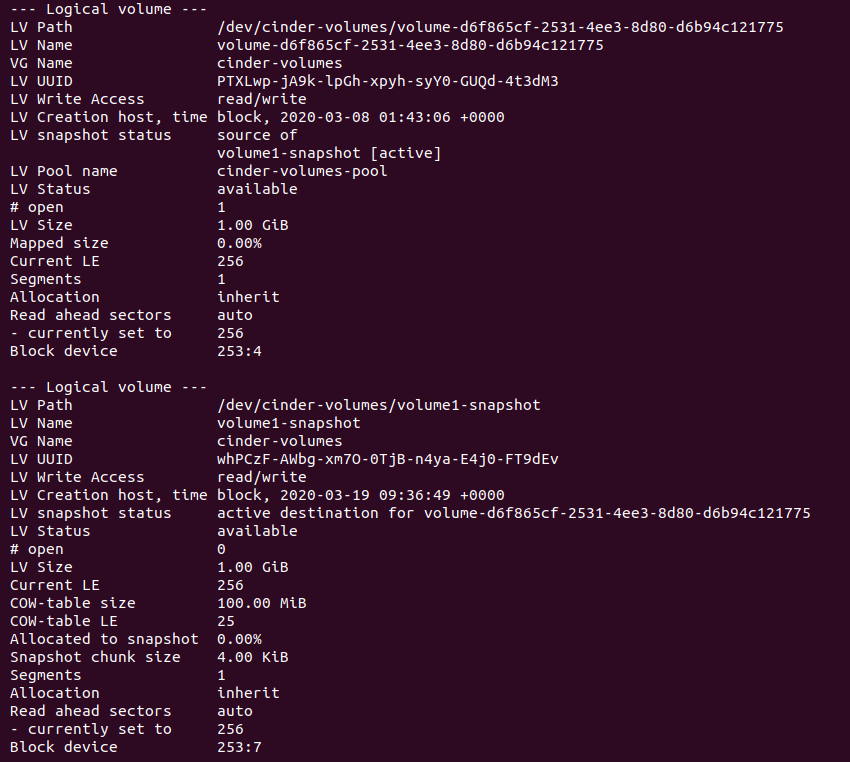 --- Logical volume ---
LV Path                /dev/cinder-volumes/volume-d6f865cf-2531-4ee3-8d80-d6b94c121775
LV Name                volume-d6f865cf-2531-4ee3-8d80-d6b94c121775
VG Name                cinder-volumes
LV UUID                PTXLwp-jA9k-lpGh-xpyh-syY0-GUQd-4t3dM3
LV Write Access        read/write
LV Creation host, time block, 2020-03-08 01:43:06 +0000
LV snapshot status     source of
                       volume1-snapshot [active]
LV Pool name           cinder-volumes-pool
LV Status              available
# open                 1
LV Size                1.00 GiB
Mapped size            0.00%
Current LE             256
Segments               1
Allocation             inherit
Read ahead sectors     auto
- currently set to     256
Block device           253:4

--- Logical volume ---
LV Path                /dev/cinder-volumes/volume1-snapshot
LV Name                volume1-snapshot
VG Name                cinder-volumes
LV UUID                whPCzF-AWbg-xm7O-0TjB-n4ya-E4j0-FT9dEv
LV Write Access        read/write
LV Creation host, time block, 2020-03-19 09:36:49 +0000
LV snapshot status     active destination for volume-d6f865cf-2531-4ee3-8d80-d6b94c121775
LV Status              available
# open                 0
LV Size                1.00 GiB
Current LE             256
COW-table size         100.00 MiB
COW-table LE           25
Allocated to snapshot  0.00%
Snapshot chunk size    4.00 KiB
Segments               1
Allocation             inherit
Read ahead sectors     auto
- currently set to     256
Block device           253:7